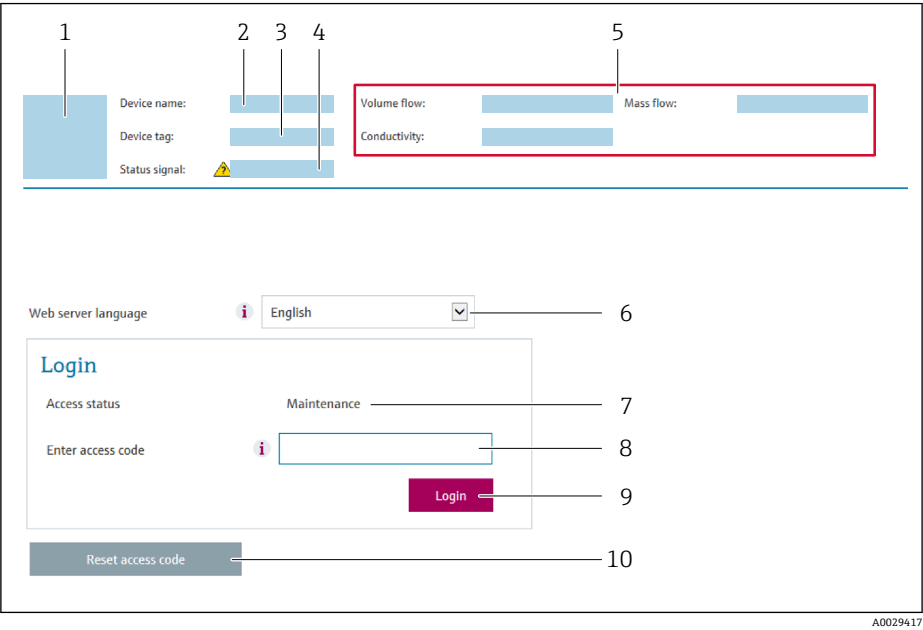 1 2 3 4 5
Device name: Volume flow: Mass flow:
Device tag: Conductivity:
Status signal: ?
Web server language i English 6
Login
Access status Maintenance 7
Enter access code i 8
Login 9
Reset access code 10
A0029417